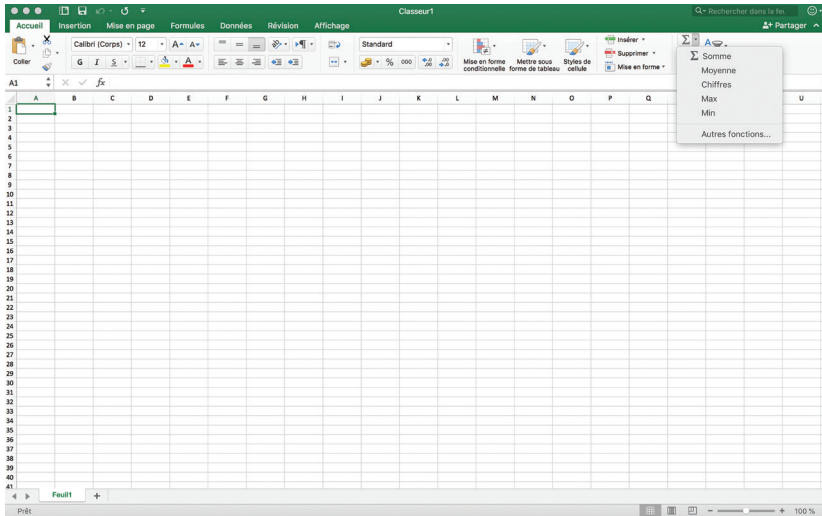 Classeur1
Rechercher dans la feu
Accueil Insertion Mise en page Formules Données Révision Affichage
Partager
Coller
Calibri (Corps) 12 A A
G I S A
Standard
% 000
Mise en forme conditionnelle
Mettre sous forme de tableau
Styles de cellule
Insérer
Supprimer
Mise en forme
Σ
Σ Somme
Moyenne
Chiffres
Max
Min
Autres fonctions...
A1 fx
A B C D E F G H I J K L M N O P Q U
1
2
3
4
5
6
7
8
9
10
11
12
13
14
15
16
17
18
19
20
21
22
23
24
25
26
27
28
29
30
31
32
33
34
35
36
37
38
39
40
41
Feuil1 +
Prêt
100 %